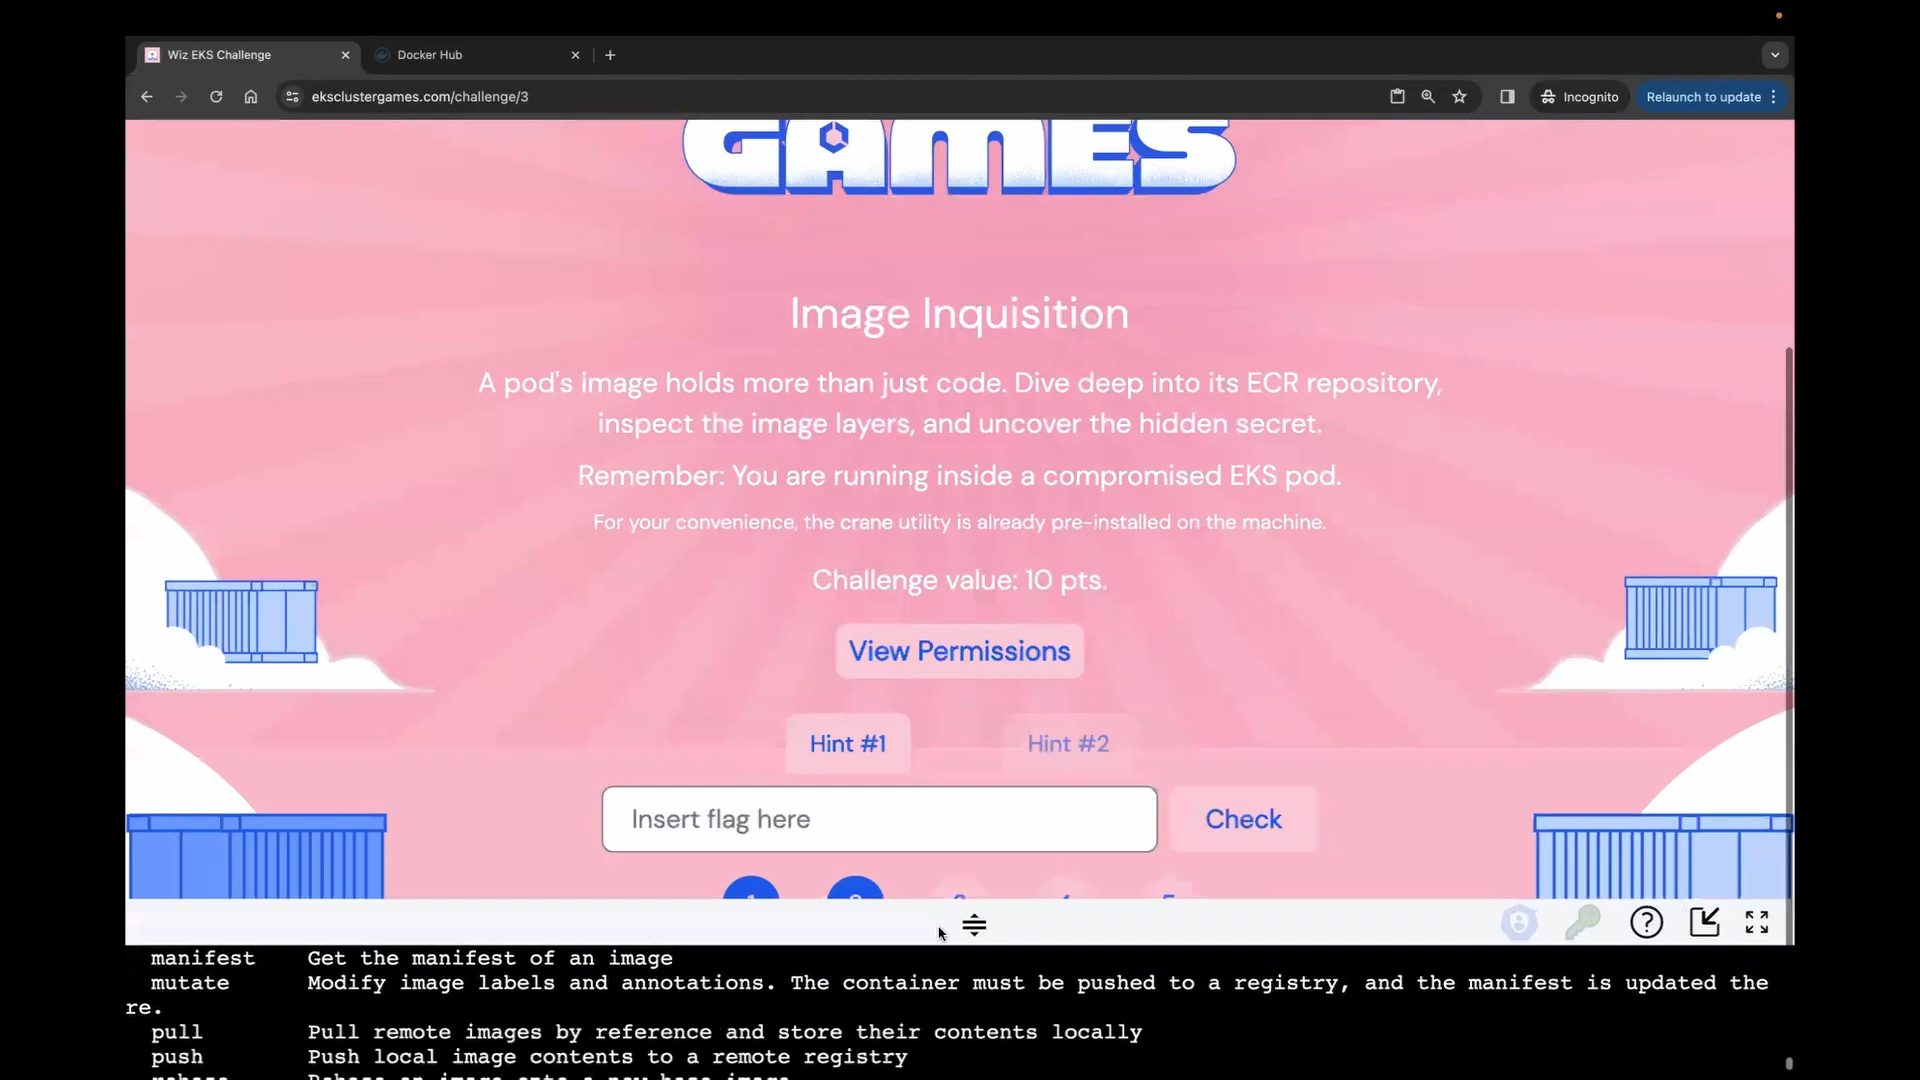 Wiz EKS Challenge
Docker Hub
eksclustergames.com/challenge/3
Incognito
Relaunch to update
GAMES
Image Inquisition
A pod's image holds more than just code. Dive deep into its ECR repository,
inspect the image layers, and uncover the hidden secret.
Remember: You are running inside a compromised EKS pod.
For your convenience, the crane utility is already pre-installed on the machine.
Challenge value: 10 pts.
View Permissions
Hint #1 Hint #2
Insert flag here
Check
manifest Get the manifest of an image
mutate Modify image labels and annotations. The container must be pushed to a registry, and the manifest is updated the
re.
pull Pull remote images by reference and store their contents locally
push Push local image contents to a remote registry